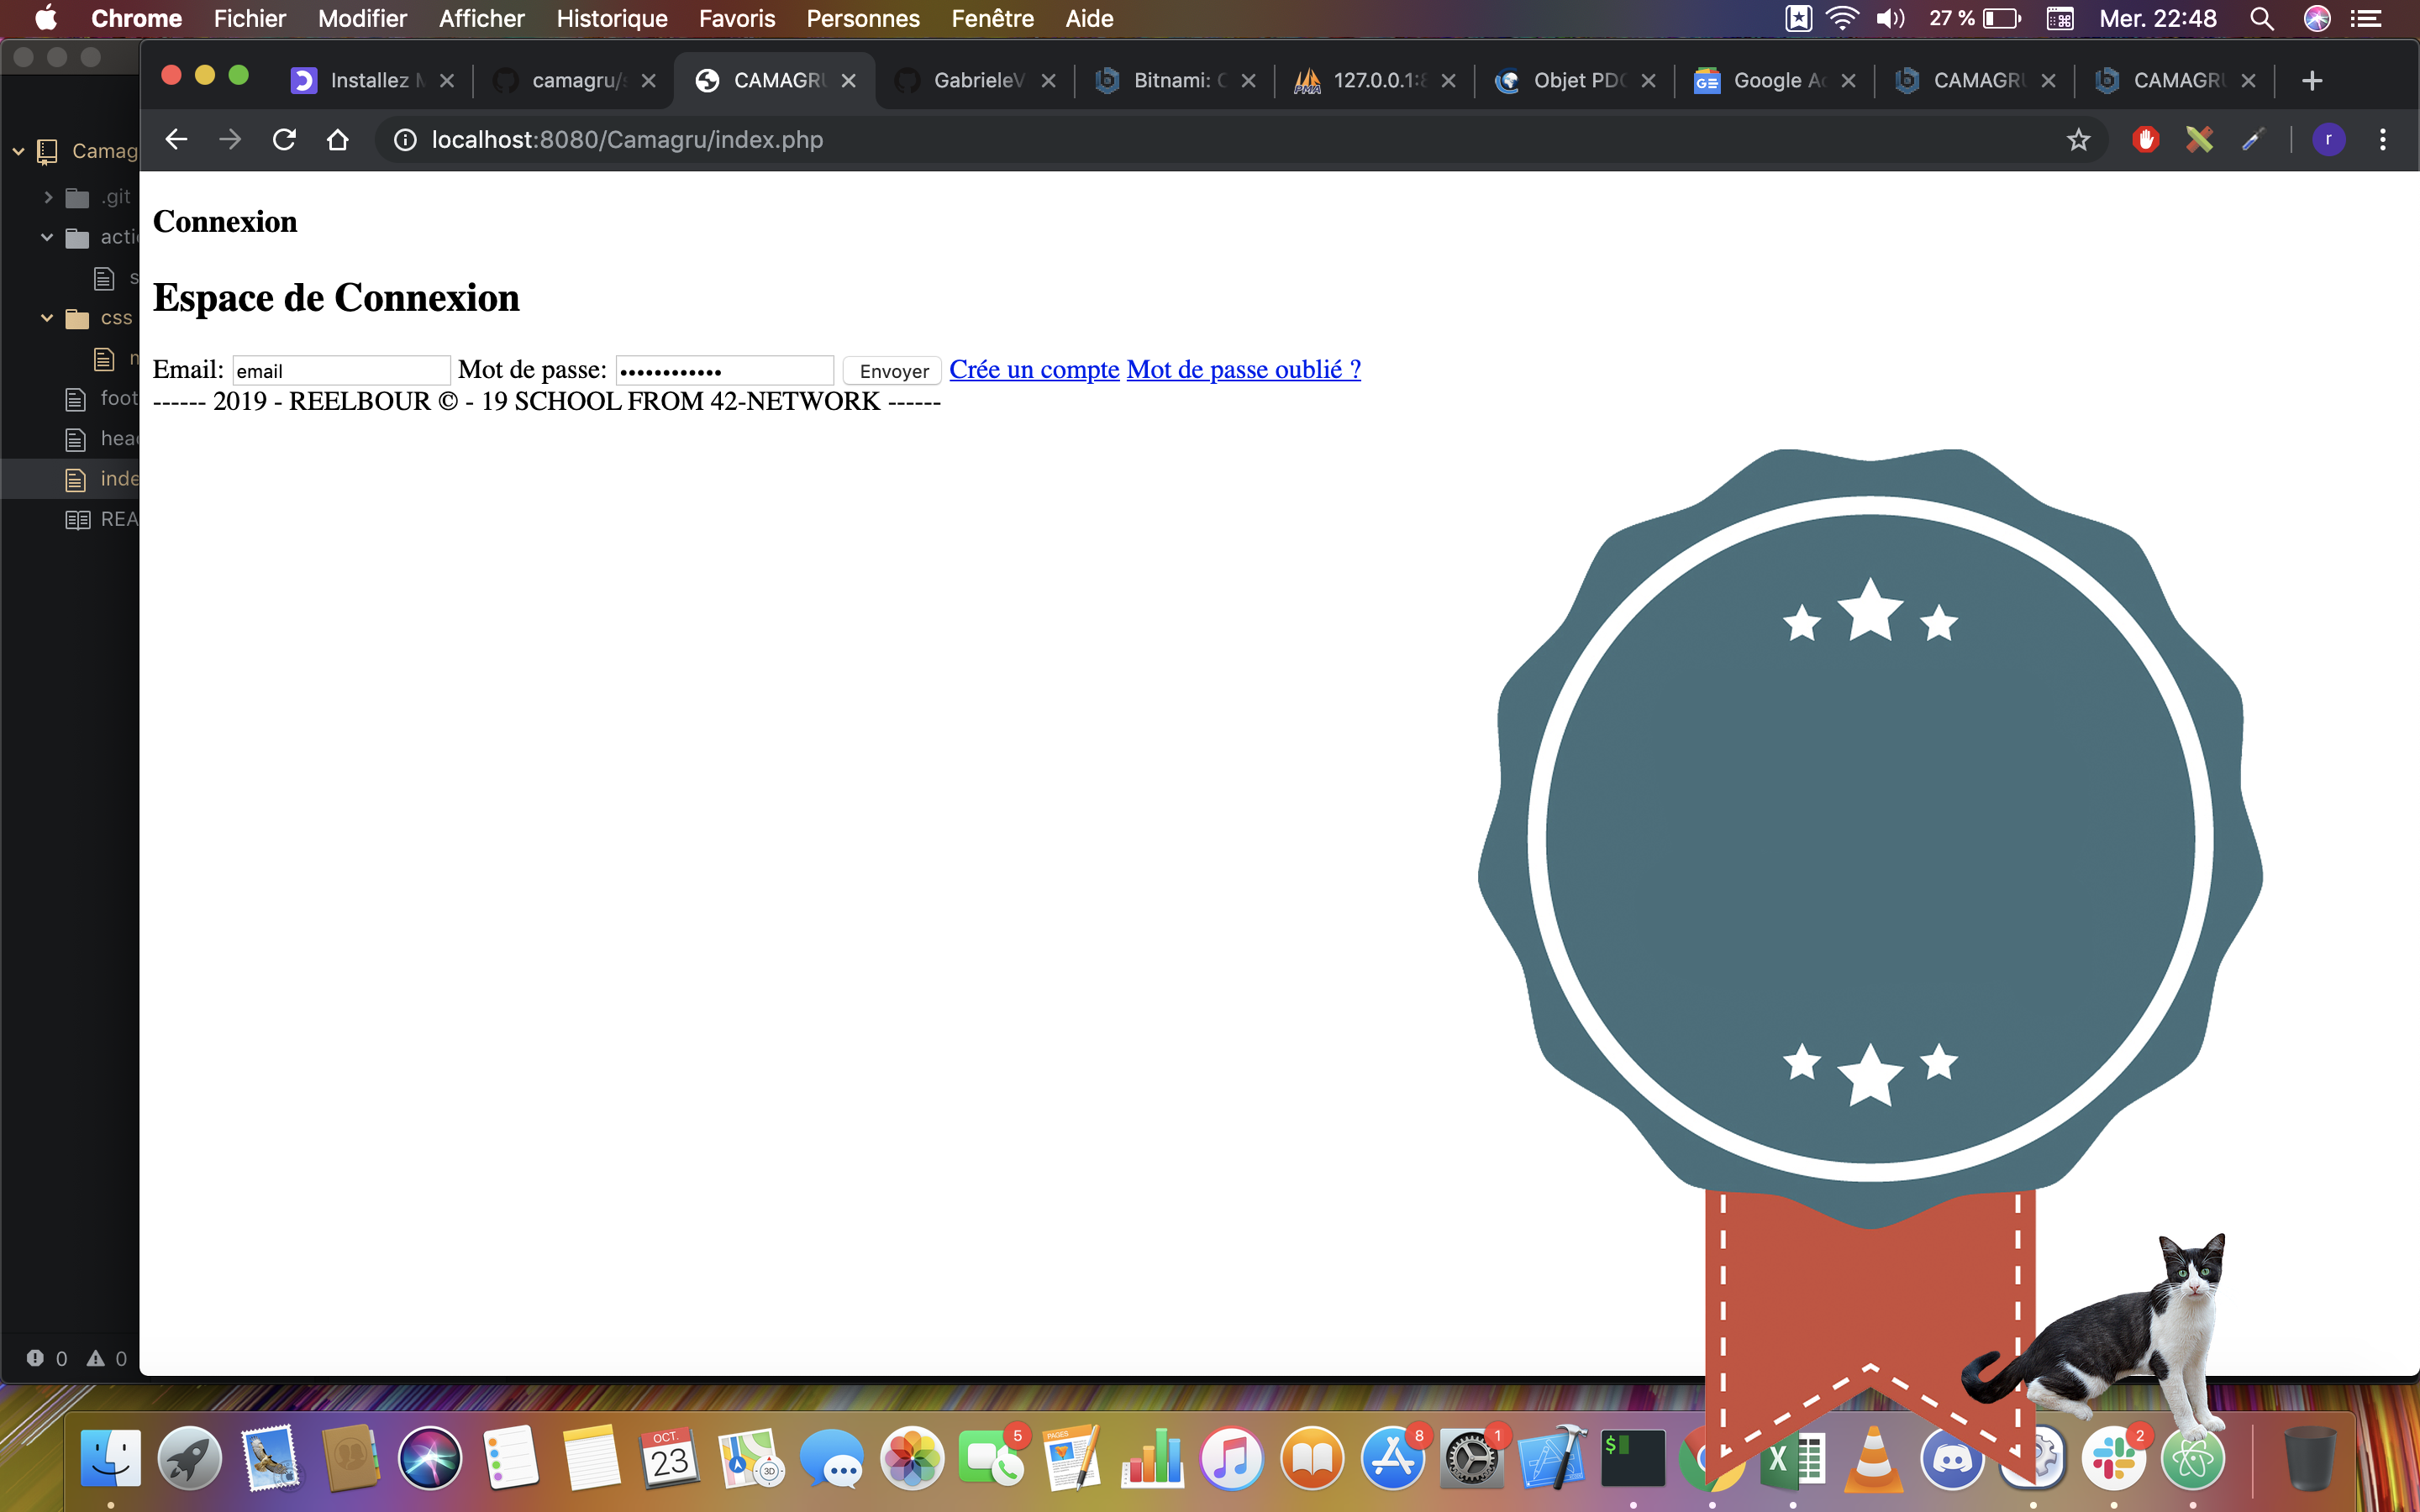 Chrome Fichier Modifier Afficher Historique Favoris Personnes Fenêtre Aide 27 % Mer. 22:48
Installez camagru/ CAMAGRU GabrieleV Bitnami: 127.0.0.1:8 Objet PDO Google CAMAGRU CAMAGRU
localhost:8080/Camagru/index.php r
Camag
.git
acti
s
css
foot
head
inde
REA
Connexion
Espace de Connexion
Email: email Mot de passe: •••••••••••• Envoyer Crée un compte Mot de passe oublié ?
------ 2019 - REELBOUR © - 19 SCHOOL FROM 42-NETWORK ------
0 0
OCT.
23
3D
5
PAGES
8
1
$
X
2